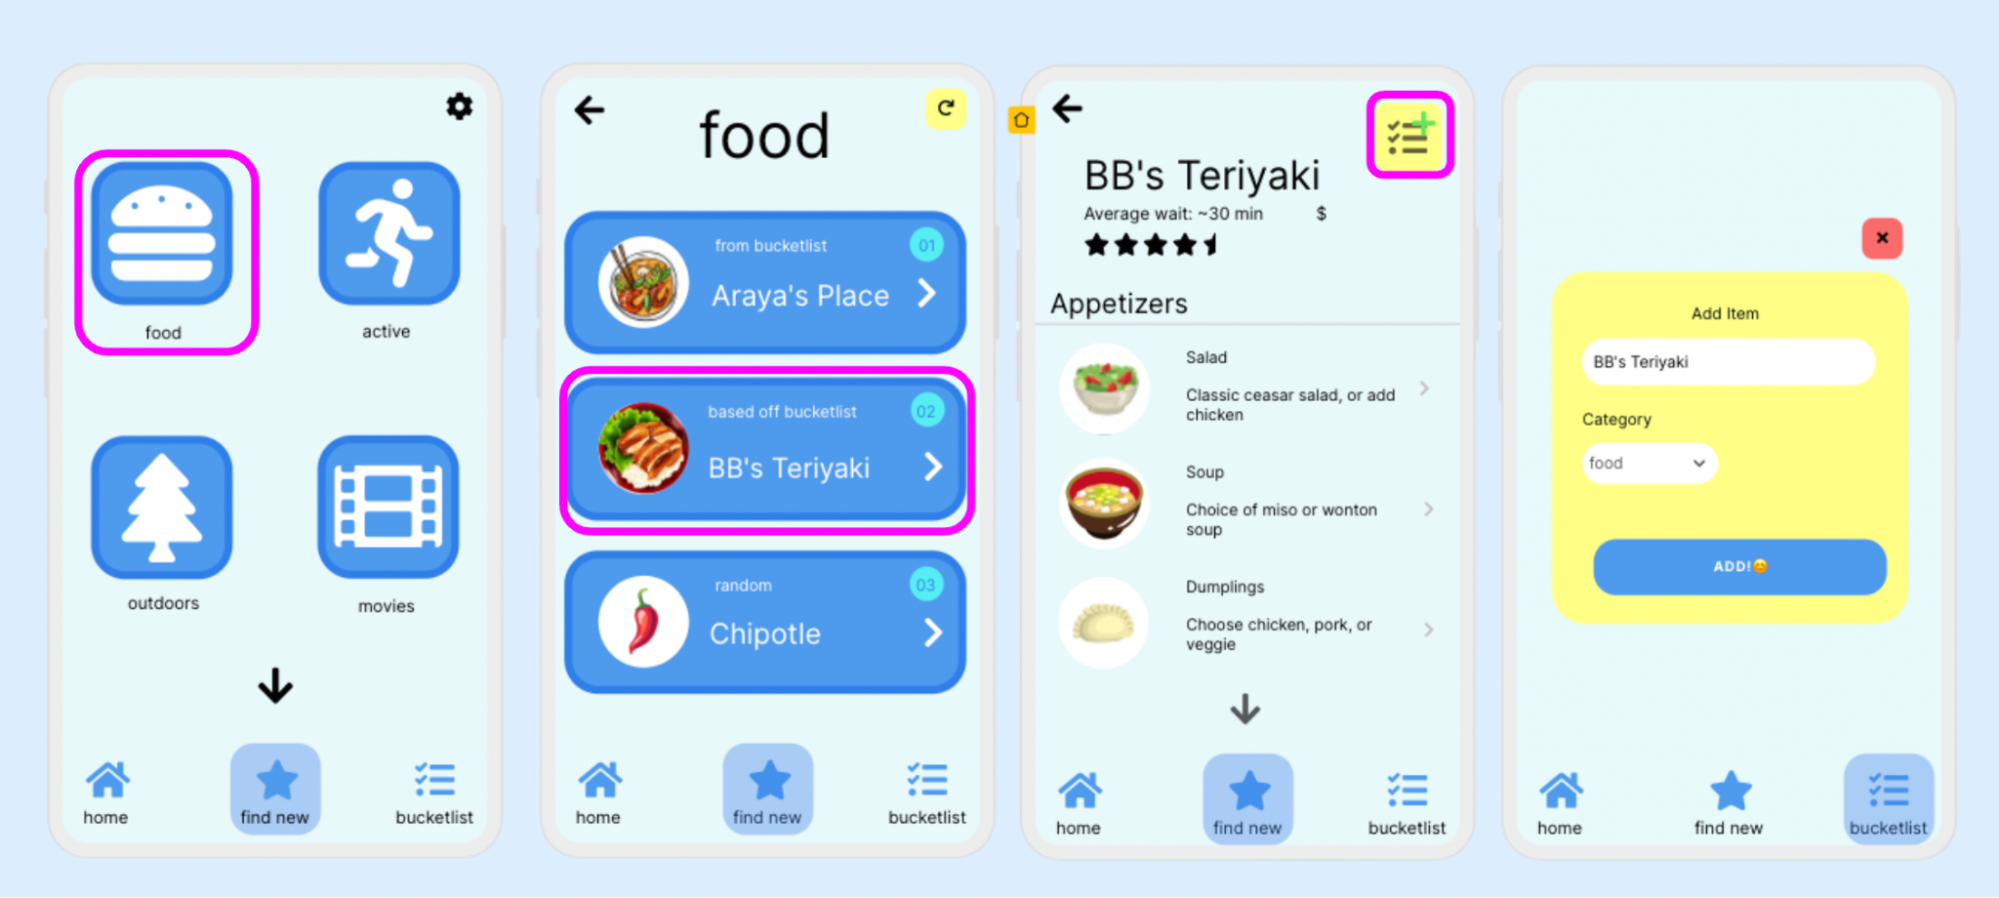 food
active
outdoors
movies
home
find new
bucketlist
food
from bucketlist
01
Araya's Place
based off bucketlist
02
BB's Teriyaki
random
03
Chipotle
home
find new
bucketlist
BB's Teriyaki
Average wait: ~30 min $
Appetizers
Salad
Classic ceasar salad, or add
chicken
Soup
Choice of miso or wonton
soup
Dumplings
Choose chicken, pork, or
veggie
home
find new
bucketlist
Add Item
BB's Teriyaki
Category
food
ADD!😊
home
find new
bucketlist